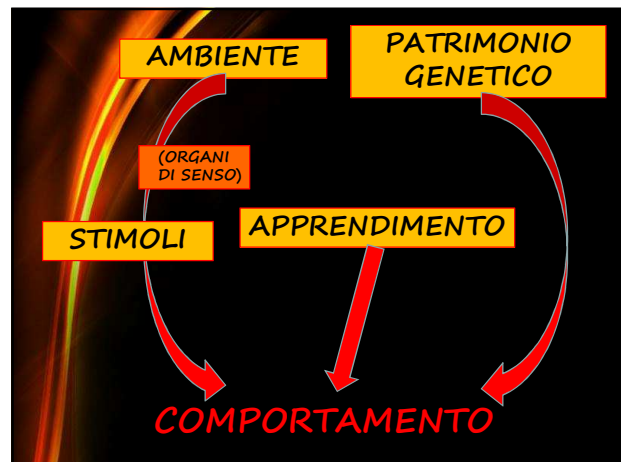 AMBIENTE
PATRIMONIO
GENETICO
(ORGANI
DI SENSO)
STIMOLI
APPRENDIMENTO
COMPORTAMENTO